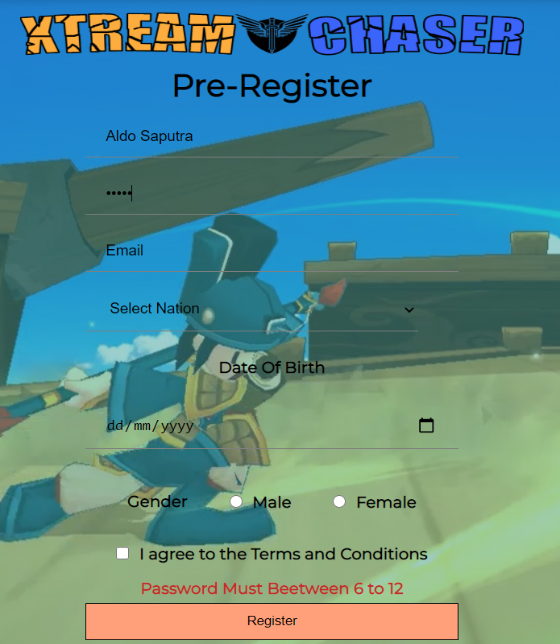 XTREAM CHASER
Pre-Register
Aldo Saputra
•••••
Email
Select Nation
Date Of Birth
dd/mm/yyyy
Gender Male Female
I agree to the Terms and Conditions
Password Must Beetween 6 to 12
Register